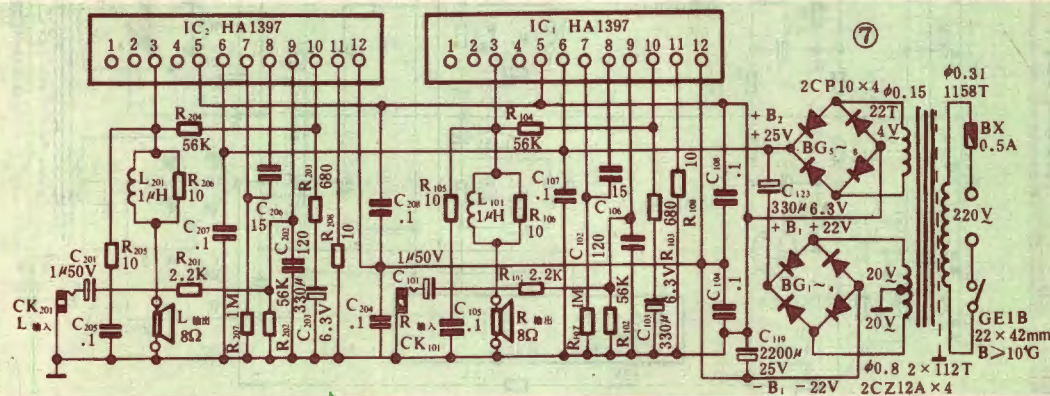 IC₂ HA1397
1 2 3 4 5 6 7 8 9 10 11 12
IC₁ HA1397
1 2 3 4 5 6 7 8 9 10 11 12
⑦
R204
56K
L201
1μH
R206
10
C207
.1
R205
10
C201
1μ50V
R201
2.2K
CK201
L 输入
C205
.1
L 输出
8Ω
R207
1M
R202
56K
C206
15
C202
120
R203
680
C203
330μ
6.3V
R208
10
C208
.1
C204
.1
R104
56K
R105
10
L101
1μH
R106
10
C107
.1
C101
1μ50V
R101 2.2K
R 输入
CK101
C105
.1
R 输出
8Ω
R107
1M
R102
56K
C106
15
C102
120
R103
680
C103
330μ
6.3V
R108
10
C108
.1
C104
.1
2CP10×4
φ0.15
22T
4V
+B₂
+25V
BG5~8
C123
330μ6.3V
+B₁+22V
BG1~4
20V
20V
C119
2200μ
25V
−B₁−22V
φ0.8 2×112T
2CZ12A×4
φ0.31
1158T
BX
0.5A
220V
GE1B
22×42mm
B>10⁴G